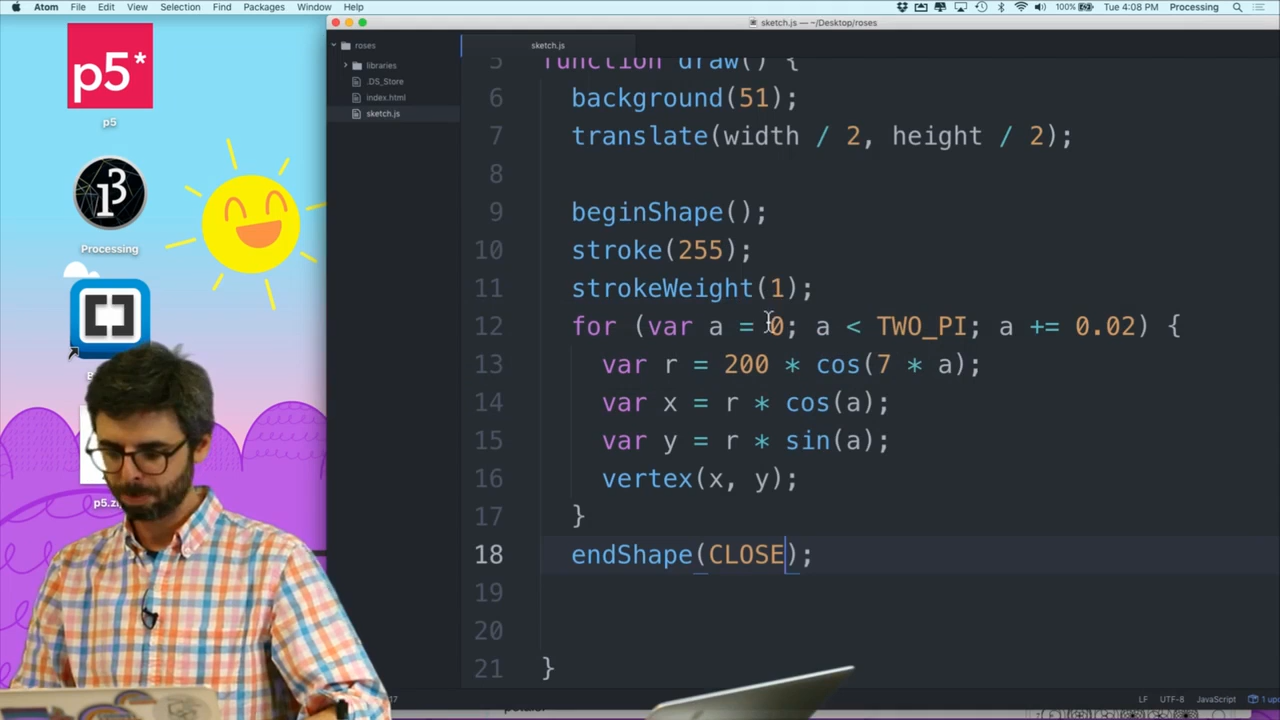 Atom File Edit View Selection Find Packages Window Help 100% Tue 4:08 PM Processing
sketch.js — ~/Desktop/roses
roses
libraries
.DS_Store
index.html
sketch.js
sketch.js
p5*
p5
Processing
p5.z
5 function draw() {
6 background(51);
7 translate(width / 2, height / 2);
8
9 beginShape();
10 stroke(255);
11 strokeWeight(1);
12 for (var a = 0; a < TWO_PI; a += 0.02) {
13 var r = 200 * cos(7 * a);
14 var x = r * cos(a);
15 var y = r * sin(a);
16 vertex(x, y);
17 }
18 endShape(CLOSE);
19
20
21 }
LF UTF-8 JavaScript 1 up